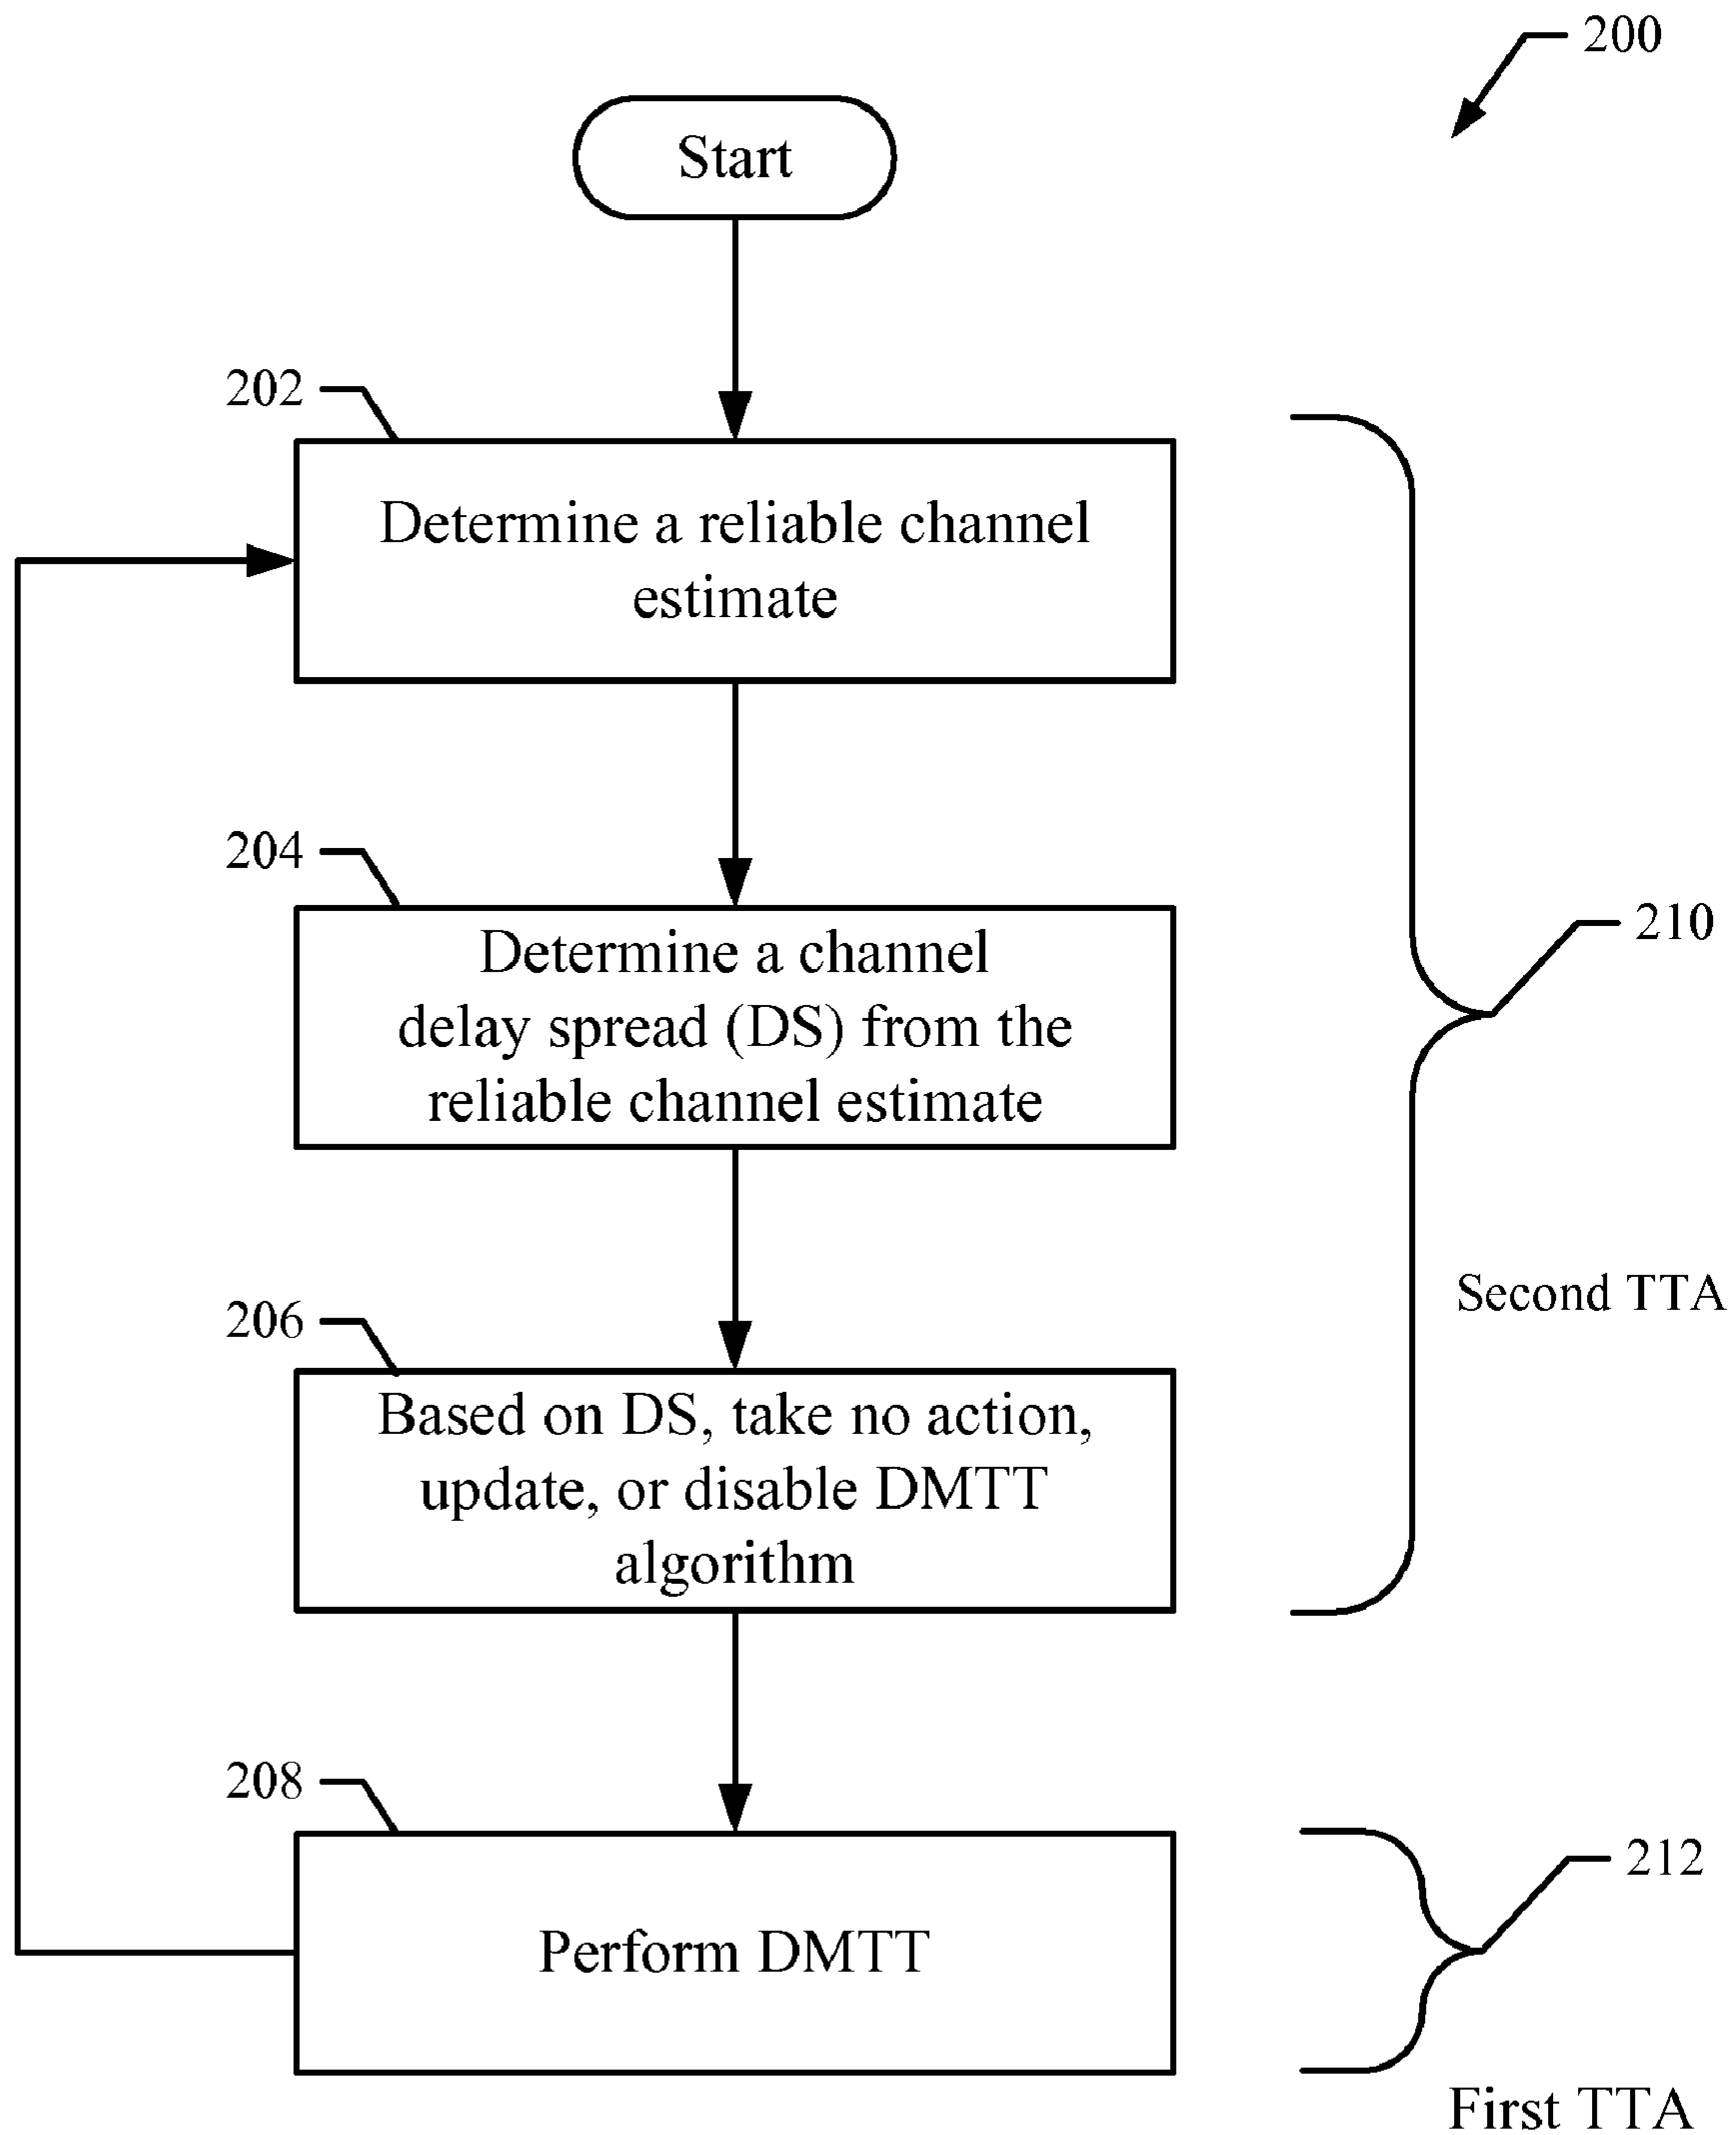 200
Start
202
Determine a reliable channel
estimate
204
Determine a channel
delay spread (DS) from the
reliable channel estimate
210
Second TTA
206
Based on DS, take no action,
update, or disable DMTT
algorithm
208
Perform DMTT
212
First TTA